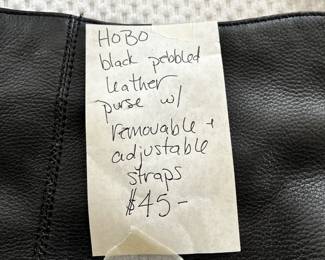 HOBO
black pebbled
leather
purse w/
removable +
adjustable
straps
$45-